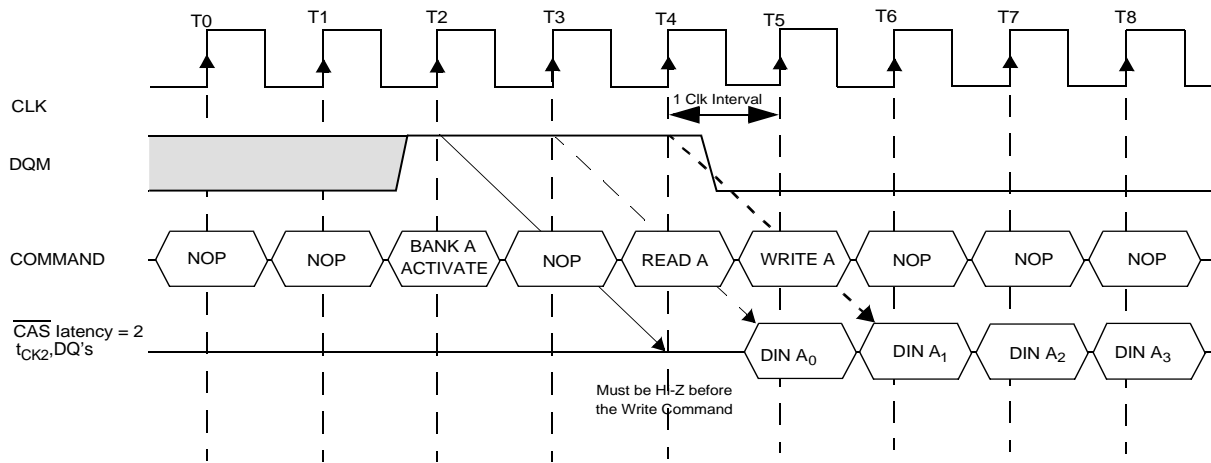 T0 T1 T2 T3 T4 T5 T6 T7 T8
CLK
1 Clk Interval
DQM
COMMAND
NOP NOP BANK A ACTIVATE NOP READ A WRITE A NOP NOP NOP
CAS latency = 2
tCK2,DQ's
DIN A0 DIN A1 DIN A2 DIN A3
Must be Hi-Z before
the Write Command